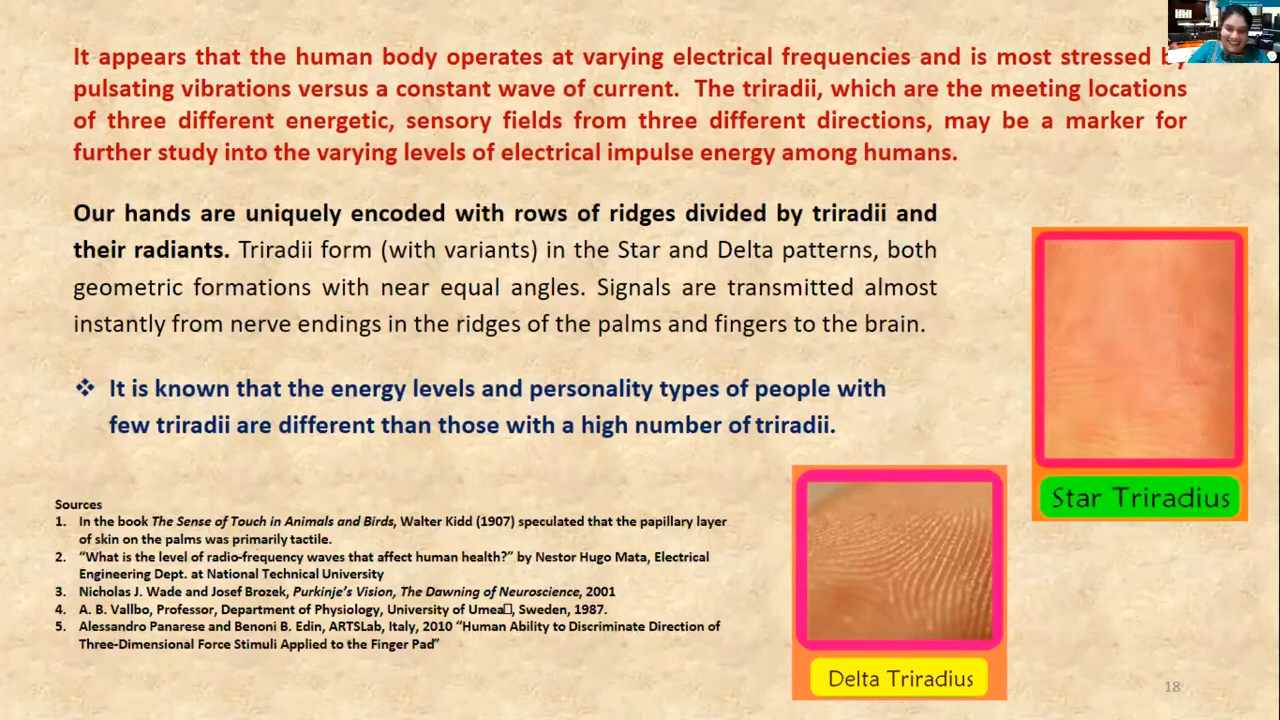 It appears that the human body operates at varying electrical frequencies and is most stressed by
pulsating vibrations versus a constant wave of current. The triradii, which are the meeting locations
of three different energetic, sensory fields from three different directions, may be a marker for
further study into the varying levels of electrical impulse energy among humans.
Our hands are uniquely encoded with rows of ridges divided by triradii and
their radiants. Triradii form (with variants) in the Star and Delta patterns, both
geometric formations with near equal angles. Signals are transmitted almost
instantly from nerve endings in the ridges of the palms and fingers to the brain.
❖ It is known that the energy levels and personality types of people with
few triradii are different than those with a high number of triradii.
Star Triradius
Sources
1. In the book The Sense of Touch in Animals and Birds, Walter Kidd (1907) speculated that the papillary layer
of skin on the palms was primarily tactile.
2. “What is the level of radio-frequency waves that affect human health?” by Nestor Hugo Mata, Electrical
Engineering Dept. at National Technical University
3. Nicholas J. Wade and Josef Brozek, Purkinje’s Vision, The Dawning of Neuroscience, 2001
4. A. B. Vallbo, Professor, Department of Physiology, University of Umea□, Sweden, 1987.
5. Alessandro Panarese and Benoni B. Edin, ARTSLab, Italy, 2010 “Human Ability to Discriminate Direction of
Three-Dimensional Force Stimuli Applied to the Finger Pad”
Delta Triradius
18